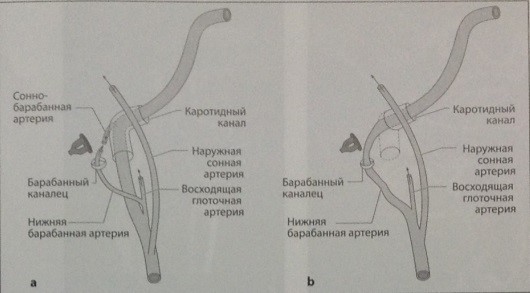 Сонно-
барабанная
артерия
Каротидный
канал
Наружная
сонная
артерия
Барабанный
каналец
Восходящая
глоточная
артерия
Нижняя
барабанная артерия
a
Каротидный
канал
Наружная
сонная
артерия
Барабанный
каналец
Восходящая
глоточная
артерия
Нижняя
барабанная артерия
b